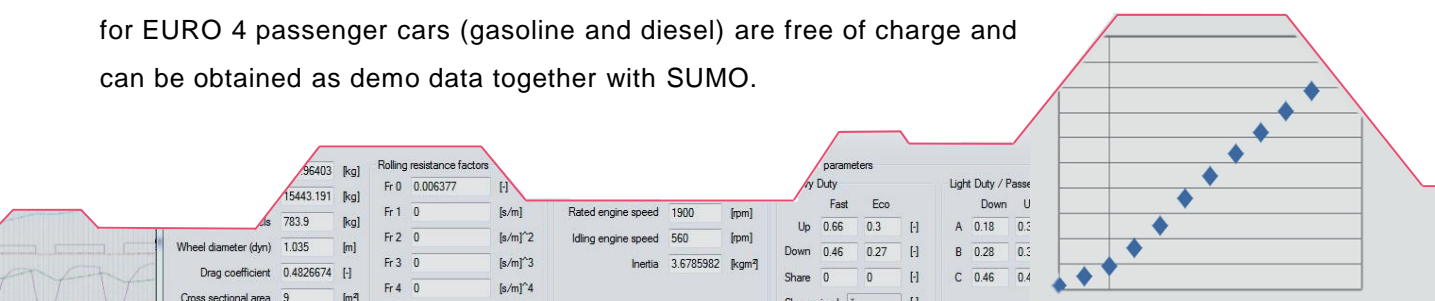 for EURO 4 passenger cars (gasoline and diesel) are free of charge and
can be obtained as demo data together with SUMO.
[kg]
15443.191 [kg]
783.9 [kg]
Wheel diameter (dyn) 1.035 [m]
Drag coefficient 0.4826674 [-]
Cross sectional area 9 [m²]
Rolling resistance factors
Fr 0 0.006377 [-]
Fr 1 0 [s/m]
Fr 2 0 [s/m]^2
Fr 3 0 [s/m]^3
Fr 4 0 [s/m]^4
Rated engine speed 1900 [rpm]
Idling engine speed 560 [rpm]
Inertia 3.6785982 [kgm²]
parameters
Duty
Fast Eco
Up 0.66 0.3 [-]
Down 0.46 0.27 [-]
Share 0 0 [-]
Light Duty /
Down
A 0.18
B 0.28
C 0.46